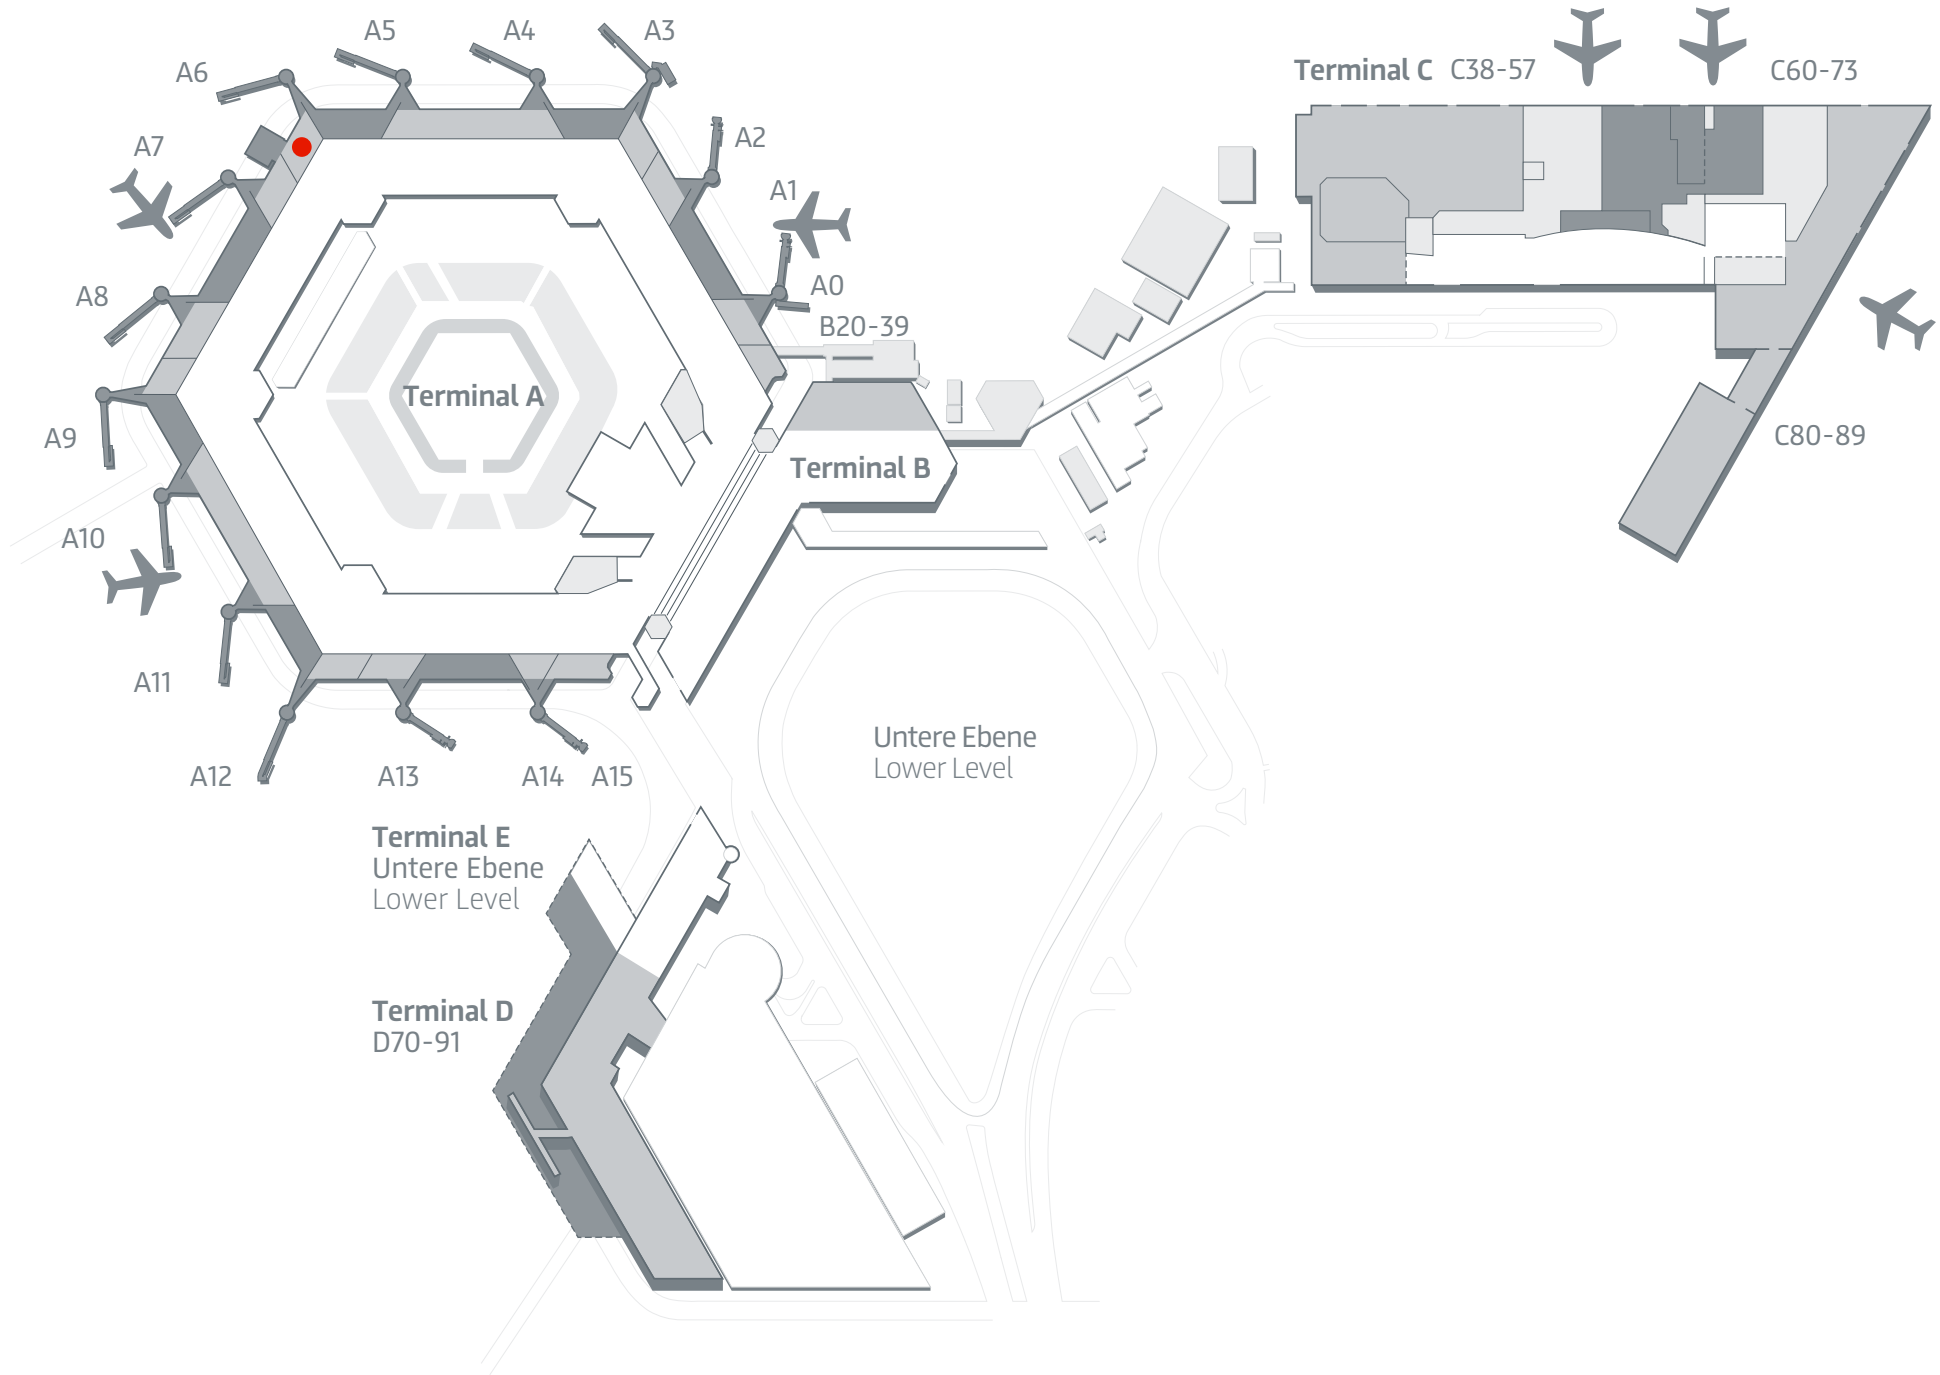 A5
A4
A3
A6
Terminal C C38-57
C60-73
A7
A2
A1
A8
A0
B20-39
Terminal A
A9
C80-89
Terminal B
A10
A11
Untere Ebene
Lower Level
A12
A13
A14
A15
Terminal E
Untere Ebene
Lower Level
Terminal D
D70-91